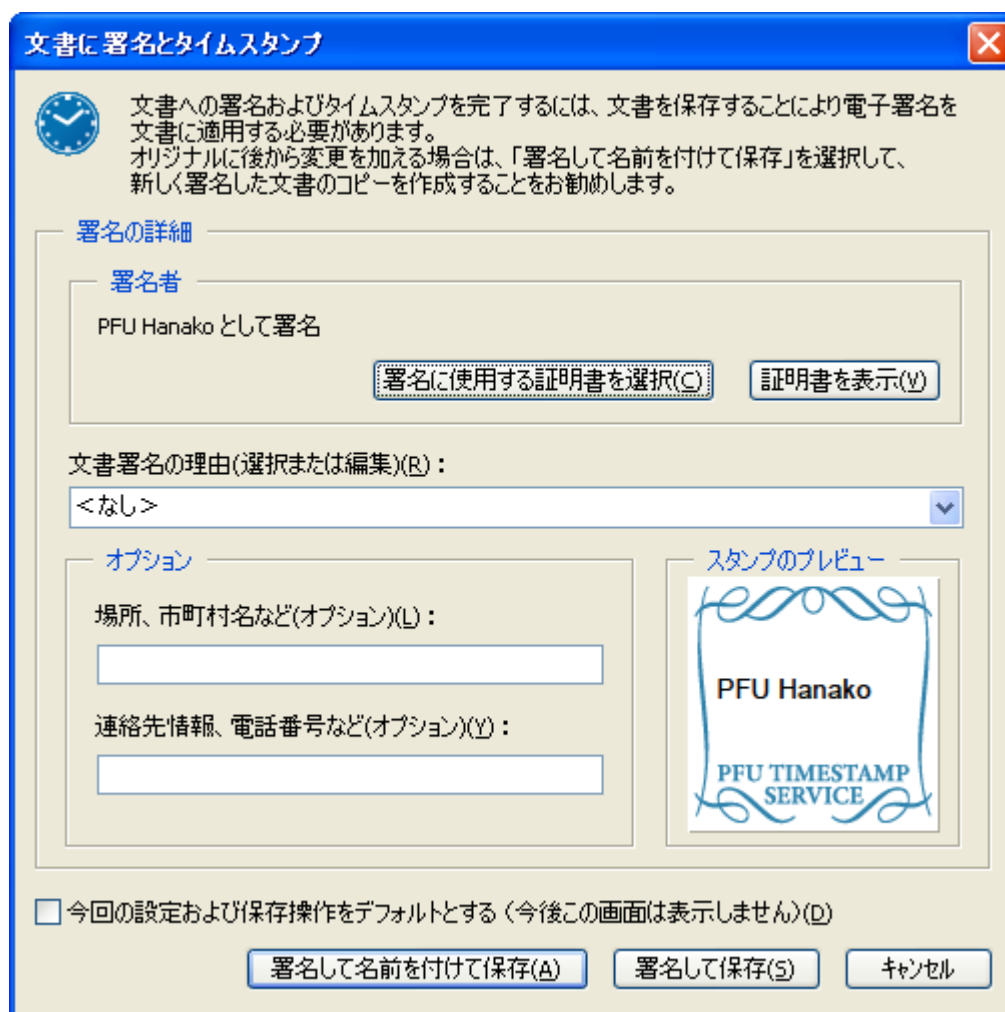 文書に署名とタイムスタンプ
文書への署名およびタイムスタンプを完了するには、文書を保存することにより電子署名を
文書に適用する必要があります。
オリジナルに後から変更を加える場合は、「署名して名前を付けて保存」を選択して、
新しく署名した文書のコピーを作成することをお勧めします。
署名の詳細
署名者
PFU Hanako として署名
署名に使用する証明書を選択(C)
証明書を表示(V)
文書署名の理由(選択または編集)(R)：
<なし>
オプション
場所、市町村名など(オプション)(L)：
連絡先情報、電話番号など(オプション)(Y)：
スタンプのプレビュー
PFU Hanako
PFU TIMESTAMP
SERVICE
今回の設定および保存操作をデフォルトとする（今後この画面は表示しません）(D)
署名して名前を付けて保存(A)
署名して保存(S)
キャンセル